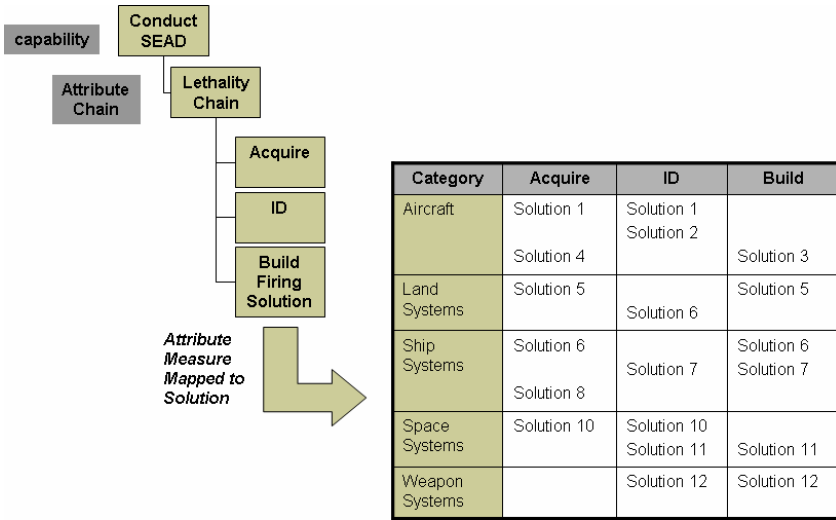 Conduct
SEAD
capability
Lethality
Chain
Attribute
Chain
Acquire
ID
Build
Firing
Solution
Attribute
Measure
Mapped to
Solution
Category Acquire ID Build
Aircraft Solution 1 Solution 1
Solution 2
Solution 4 Solution 3
Land Solution 5 Solution 5
Systems Solution 6
Ship Solution 6 Solution 6
Systems Solution 7 Solution 7
Solution 8
Space Solution 10 Solution 10
Systems Solution 11 Solution 11
Weapon Solution 12 Solution 12
Systems